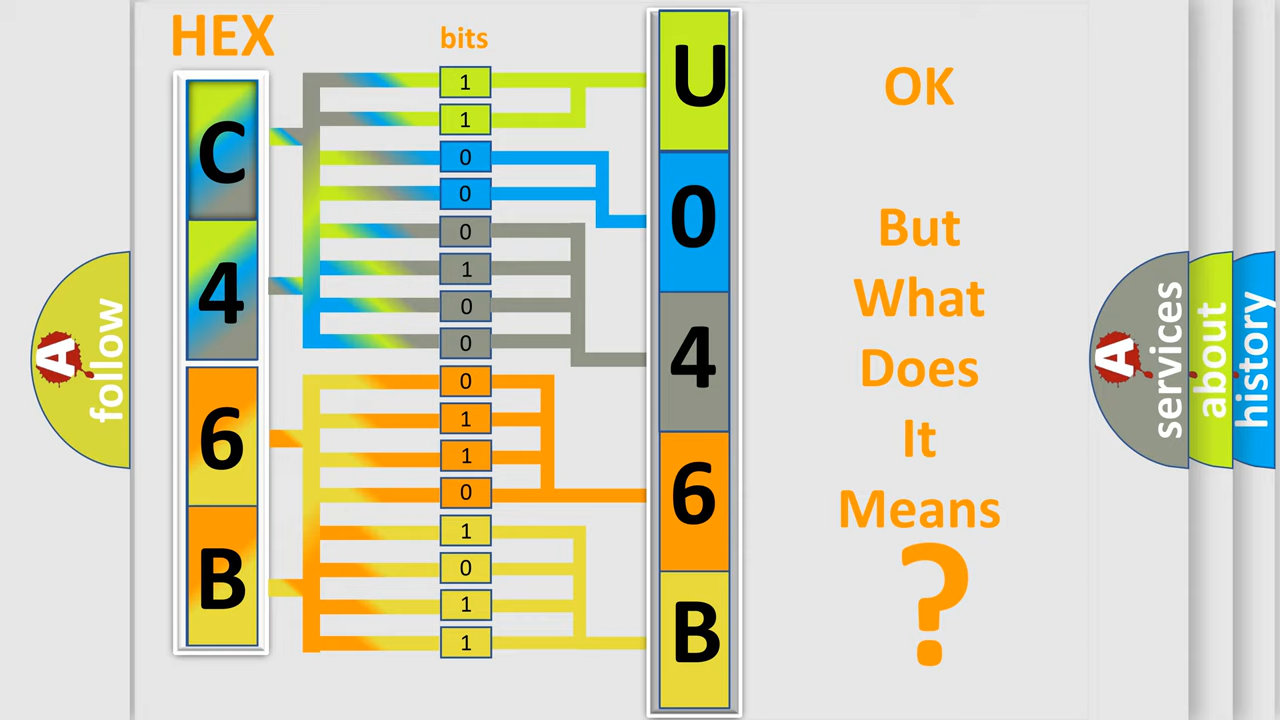 HEX
bits
C
4
6
B
1
1
0
0
0
1
0
0
0
1
1
0
1
0
1
1
U
0
4
6
B
OK
But
What
Does
It
Means
?
A
follow
A
services
about
history